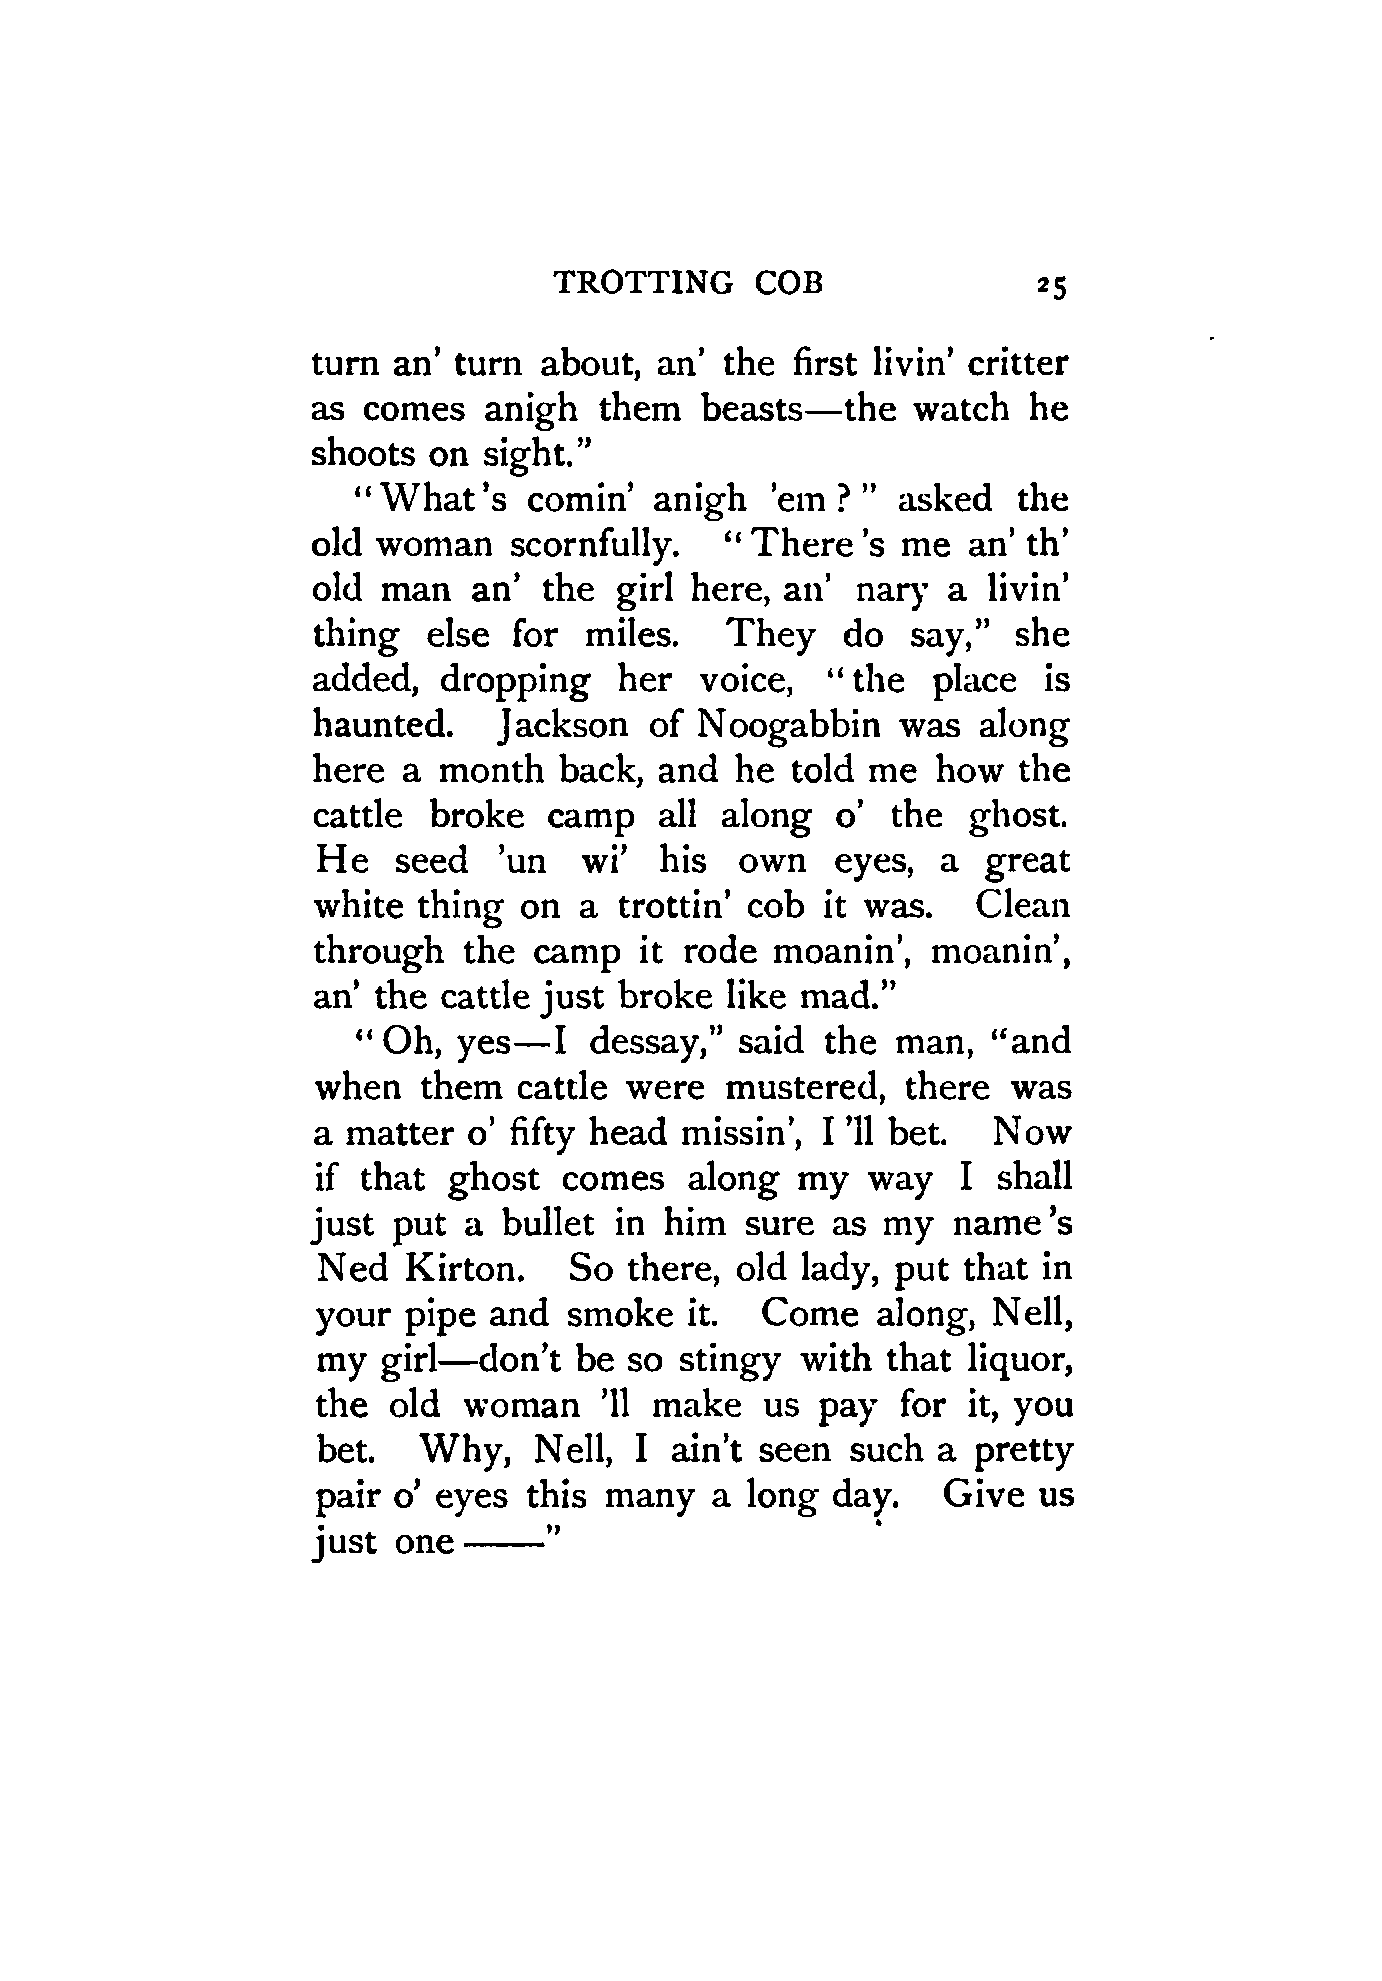 TROTTING COB 25
turn an' turn about, an' the first livin' critter
as comes anigh them beasts—the watch he
shoots on sight."
"What's comin' anigh 'em?" asked the
old woman scornfully. "There's me an' th'
old man an' the girl here, an' nary a livin'
thing else for miles. They do say," she
added, dropping her voice, "the place is
haunted. Jackson of Noogabbin was along
here a month back, and he told me how the
cattle broke camp all along o' the ghost.
He seed 'un wi' his own eyes, a great
white thing on a trottin' cob it was. Clean
through the camp it rode moanin', moanin',
an' the cattle just broke like mad."
"Oh, yes—I dessay," said the man, "and
when them cattle were mustered, there was
a matter o' fifty head missin', I'll bet. Now
if that ghost comes along my way I shall
just put a bullet in him sure as my name's
Ned Kirton. So there, old lady, put that in
your pipe and smoke it. Come along, Nell,
my girl—don't be so stingy with that liquor,
the old woman 'll make us pay for it, you
bet. Why, Nell, I ain't seen such a pretty
pair o' eyes this many a long day. Give us
just one ——"